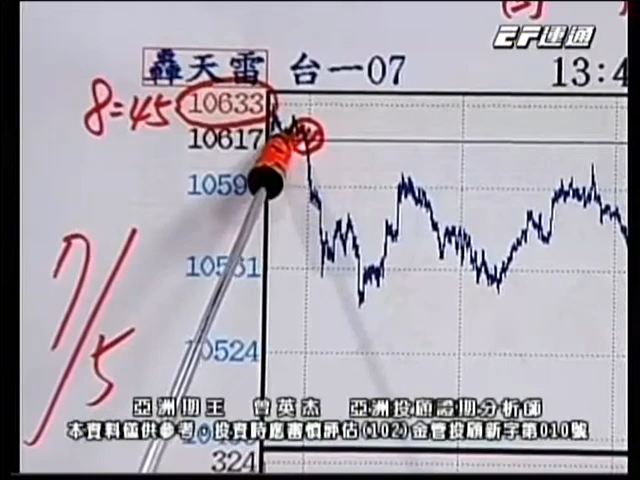 EF運通
轟天雷 台一07 13:4
8=45 10633
10617
1059
10561
7/5
10524
亞洲期王 曾英杰 亞洲投顧證期分析師
本資料僅供參考‧投資時應審慎評估(102)金管投顧新字第010號
324